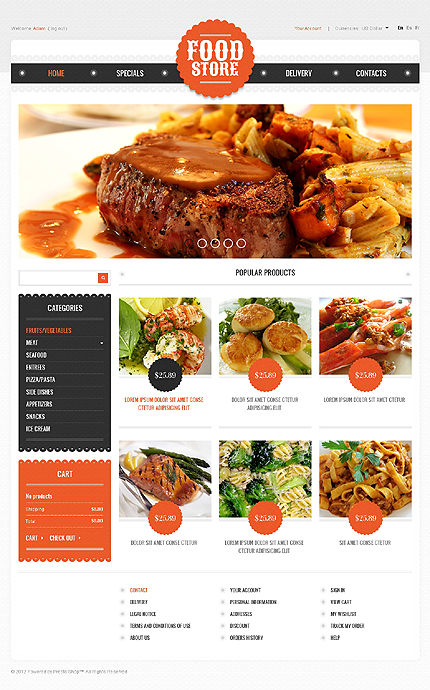 Welcome Adam (log out)
Your Account | Currencies: US Dollar En Es Fr
FOOD
STORE
HOME SPECIALS DELIVERY CONTACTS
POPULAR PRODUCTS
CATEGORIES
FRUITS/VEGETABLES
MEAT
SEAFOOD
ENTREES
PIZZA/PASTA
SIDE DISHES
APPETIZERS
SNACKS
ICE CREAM
$25.89
LOREM IPSUM DOLOR SIT AMET CONSE
CTETUR ADIPISICING ELIT
$25.89
DOLOR SIT AMET CONSE CTETUR
ADIPISICING ELIT
$25.89
LOREM IPSUM DOLOR SIT AMET
CART
No products
Shipping $0.00
Total $0.00
CART CHECK OUT
$25.89
DOLOR SIT AMET CONSE CTETUR
$25.89
LOREM IPSUM DOLOR SIT AMET CONSE
CTETUR ADIPISICING ELIT
$25.89
SIT AMET CONSE CTETUR
CONTACT
DELIVERY
LEGAL NOTICE
TERMS AND CONDITIONS OF USE
ABOUT US
YOUR ACCOUNT
PERSONAL INFORMATION
ADDRESSES
DISCOUNT
ORDERS HISTORY
SIGN IN
VIEW CART
MY WISHLIST
TRACK MY ORDER
HELP
© 2012 Powered by PrestaShop™. All rights reserved